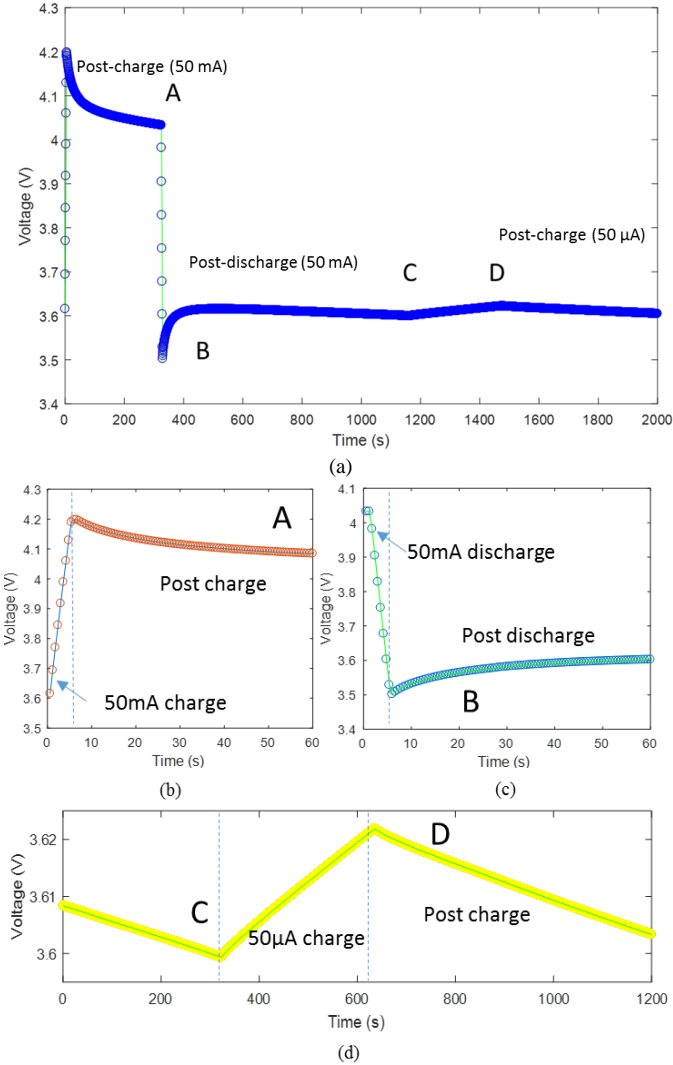 4.3
4.2
4.1
4
3.9
3.8
3.7
3.6
3.5
3.4
Voltage (V)
Post-charge (50 mA)
A
Post-charge (50 µA)
Post-discharge (50 mA)
C
D
B
0 200 400 600 800 1000 1200 1400 1600 1800 2000
Time (s)
(a)
4.3
4.2
4.1
4
3.9
3.8
3.7
3.6
3.5
Voltage (V)
A
Post charge
50mA charge
0 10 20 30 40 50 60
Time (s)
(b)
4.1
4
3.9
3.8
3.7
3.6
3.5
3.4
Voltage (V)
50mA discharge
Post discharge
B
0 10 20 30 40 50 60
Time (s)
(c)
3.62
3.61
3.6
Voltage (V)
D
C
50µA charge
Post charge
0 200 400 600 800 1000 1200
Time (s)
(d)